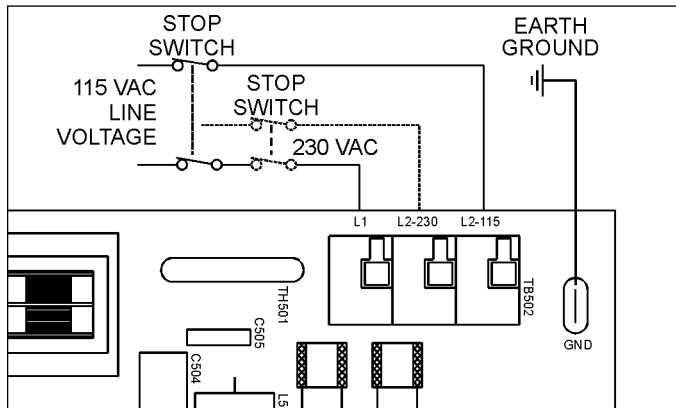 STOP
SWITCH
EARTH
GROUND
115 VAC
LINE
VOLTAGE
STOP
SWITCH
230 VAC
L1
L2-230
L2-115
TH501
TB502
C505
C504
L5
GND